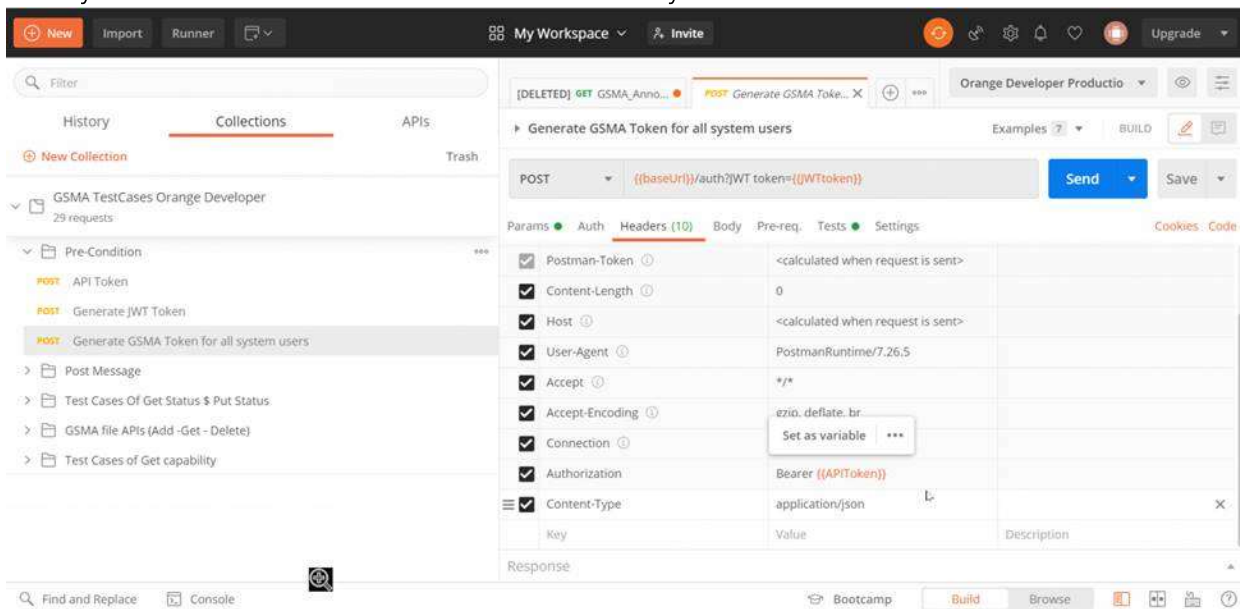 New Import Runner My Workspace Invite Upgrade
Filter
History Collections APIs
New Collection Trash
GSMA TestCases Orange Developer
29 requests
Pre-Condition
POST API Token
POST Generate JWT Token
POST Generate GSMA Token for all system users
Post Message
Test Cases Of Get Status $ Put Status
GSMA file APIs (Add -Get - Delete)
Test Cases of Get capability
[DELETED] GET GSMA_Anno... POST Generate GSMA Toke... X Orange Developer Productio
Generate GSMA Token for all system users Examples 7 BUILD
POST {{baseUrl}}/auth?JWT token={{JWTtoken}} Send Save
Params Auth Headers (10) Body Pre-req. Tests Settings Cookies Code
Postman-Token <calculated when request is sent>
Content-Length 0
Host <calculated when request is sent>
User-Agent PostmanRuntime/7.26.5
Accept */*
Accept-Encoding gzip, deflate, br
Connection Set as variable
Authorization Bearer {{APIToken}}
Content-Type application/json
Key Value Description
Response
Find and Replace Console Bootcamp Build Browse